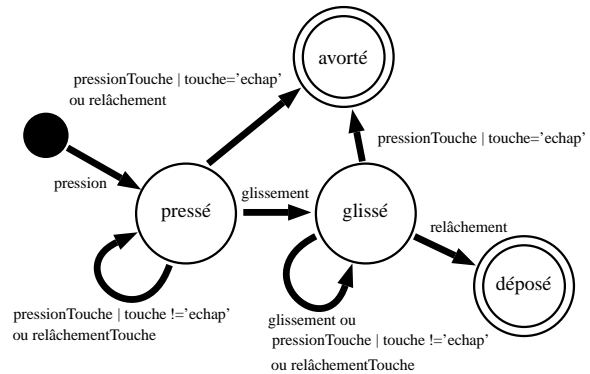 avorté
pressionTouche | touche='echap'
ou relâchement
pressionTouche | touche='echap'
pression
glissement
pressé
glissé
relâchement
déposé
pressionTouche | touche !='echap'
ou relâchementTouche
glissement ou
pressionTouche | touche !='echap'
ou relâchementTouche